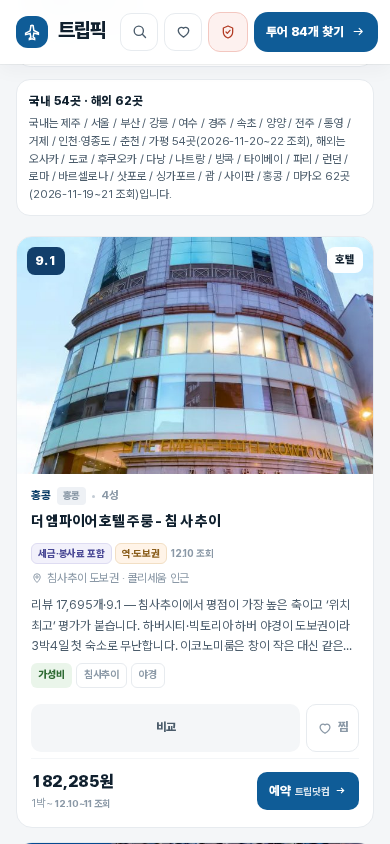 트립픽
투어 84개 찾기 →
국내 54곳 · 해외 62곳
국내는 제주 / 서울 / 부산 / 강릉 / 여수 / 경주 / 속초 / 양양 / 전주 / 통영 /
거제 / 인천·영종도 / 춘천 / 가평 54곳(2026-11-20~22 조회), 해외는
오사카 / 도쿄 / 후쿠오카 / 다낭 / 나트랑 / 방콕 / 타이베이 / 파리 / 런던 /
로마 / 바르셀로나 / 삿포로 / 싱가포르 / 괌 / 사이판 / 홍콩 / 마카오 62곳
(2026-11-19~21 조회)입니다.
9.1
호텔
THE EMPIRE HOTEL KOWLOON
홍콩 홍콩 · 4성
더 엠파이어 호텔 주룽 - 침 사 추이
세금·봉사료 포함 역·도보권 12.10 조회
침사추이 도보권 · 콜리세움 인근
리뷰 17,695개·9.1 — 침사추이에서 평점이 가장 높은 축이고 ‘위치
최고’ 평가가 붙습니다. 하버시티·빅토리아 하버 야경이 도보권이라
3박4일 첫 숙소로 무난합니다. 이코노미룸은 창이 작은 대신 같은…
가성비 침사추이 야경
비교
찜
182,285원
1박~ 12.10~11 조회
예약 트립닷컴 →